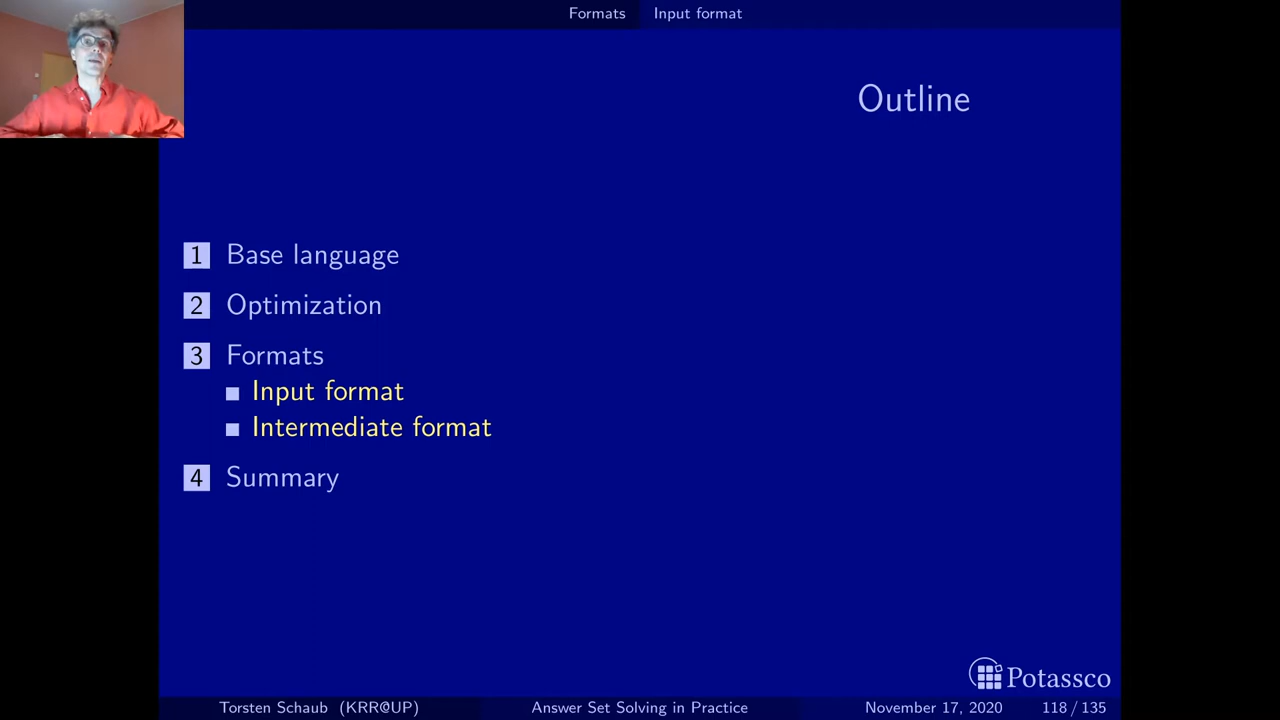 Formats Input format
Outline
1 Base language
2 Optimization
3 Formats
Input format
Intermediate format
4 Summary
Potassco
Torsten Schaub (KRR@UP) Answer Set Solving in Practice November 17, 2020 118 / 135